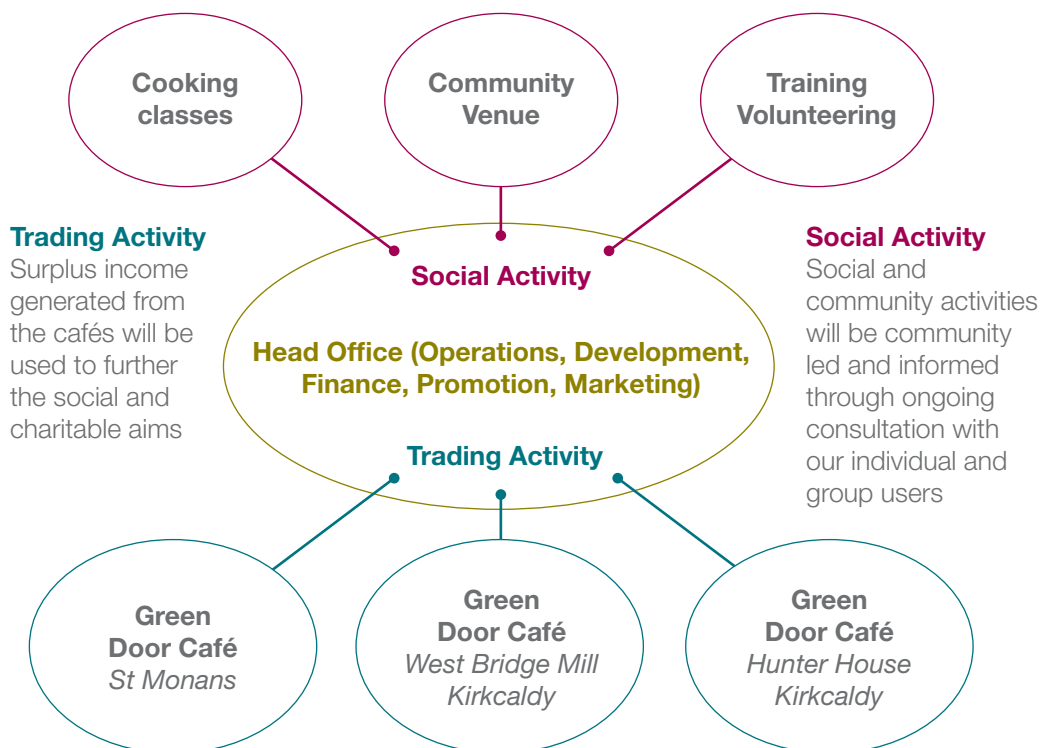 Cooking
classes
Community
Venue
Training
Volunteering
Trading Activity
Surplus income
generated from
the cafés will be
used to further
the social and
charitable aims
Social Activity
Head Office (Operations, Development,
Finance, Promotion, Marketing)
Trading Activity
Social Activity
Social and
community activities
will be community
led and informed
through ongoing
consultation with
our individual and
group users
Green
Door Café
St Monans
Green
Door Café
West Bridge Mill
Kirkcaldy
Green
Door Café
Hunter House
Kirkcaldy